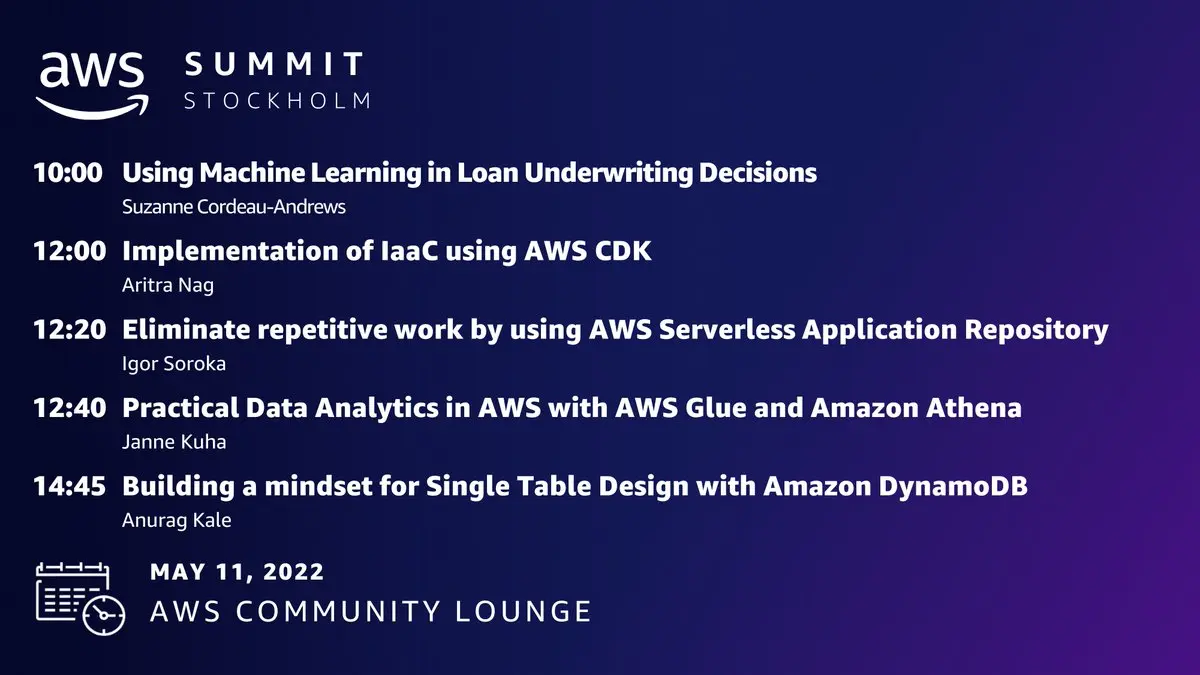 aws SUMMIT
STOCKHOLM
10:00 Using Machine Learning in Loan Underwriting Decisions
Suzanne Cordeau-Andrews
12:00 Implementation of IaaC using AWS CDK
Aritra Nag
12:20 Eliminate repetitive work by using AWS Serverless Application Repository
Igor Soroka
12:40 Practical Data Analytics in AWS with AWS Glue and Amazon Athena
Janne Kuha
14:45 Building a mindset for Single Table Design with Amazon DynamoDB
Anurag Kale
MAY 11, 2022
AWS COMMUNITY LOUNGE